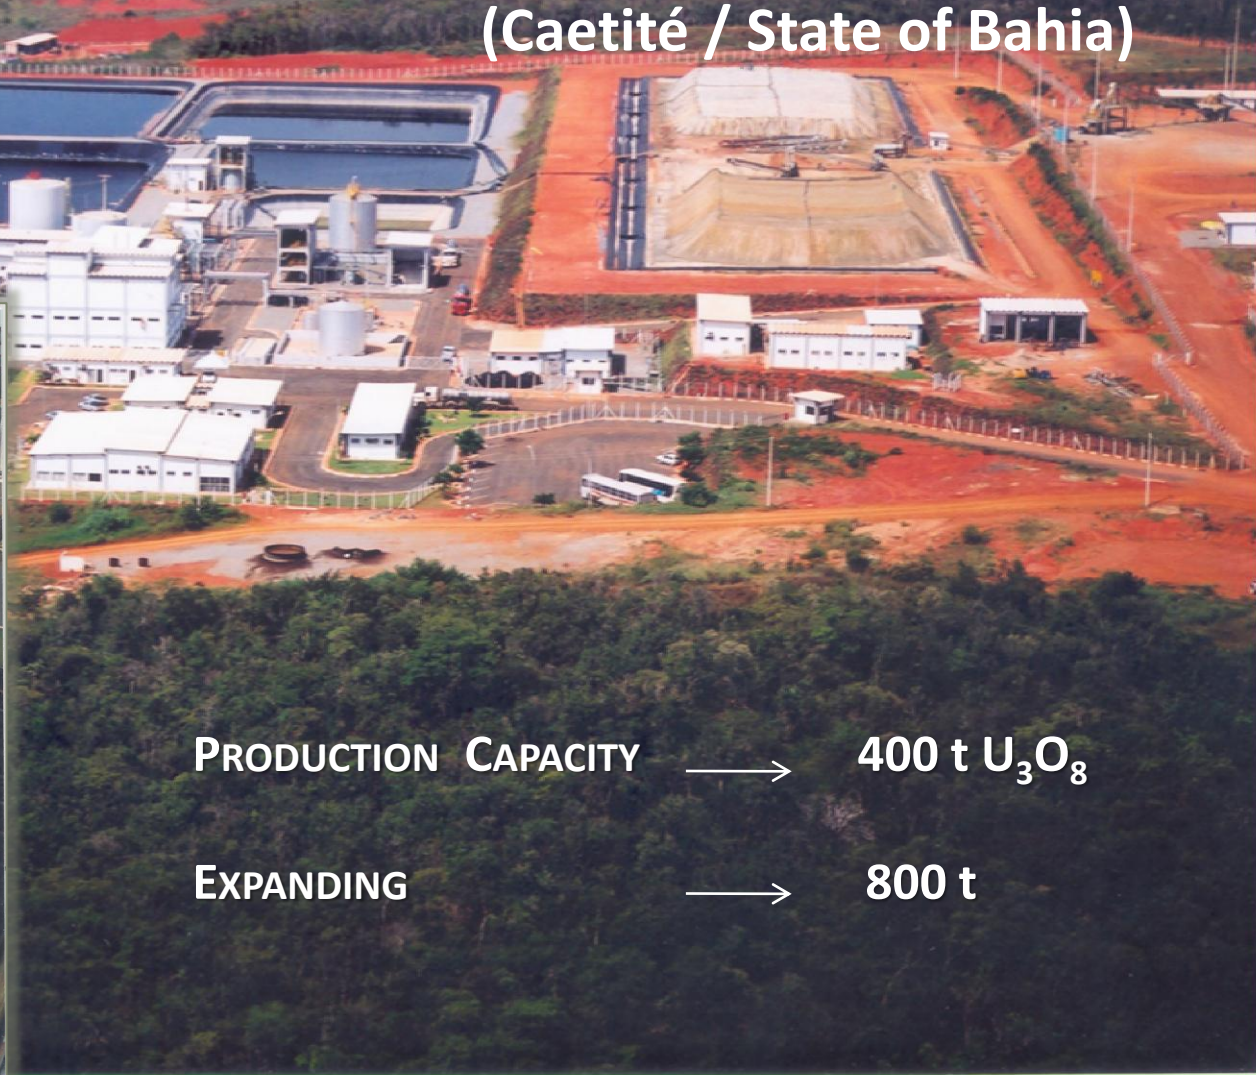 (Caetité / State of Bahia)
PRODUCTION CAPACITY → 400 t U₃O₈
EXPANDING → 800 t